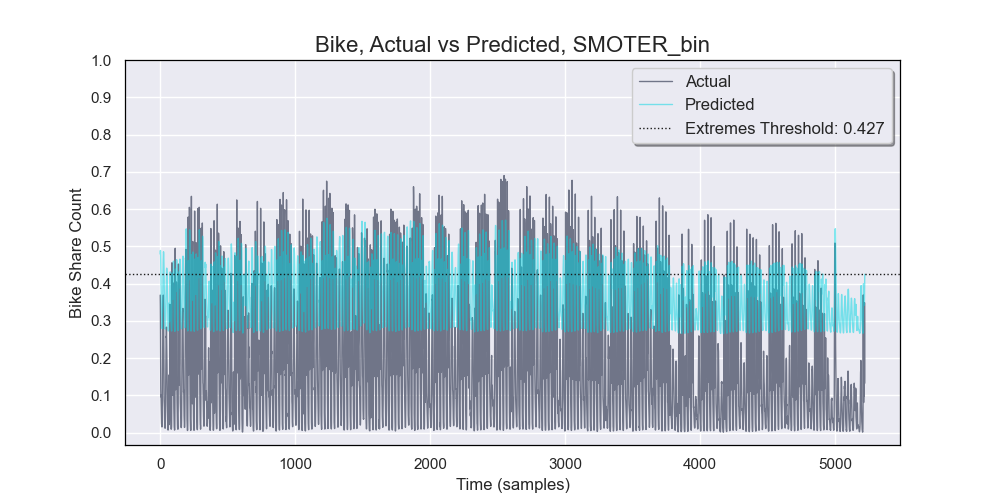 Bike, Actual vs Predicted, SMOTER_bin
1.0
0.9
0.8
0.7
0.6
0.5
0.4
0.3
0.2
0.1
0.0
Bike Share Count
Actual
Predicted
Extremes Threshold: 0.427
0 1000 2000 3000 4000 5000
Time (samples)